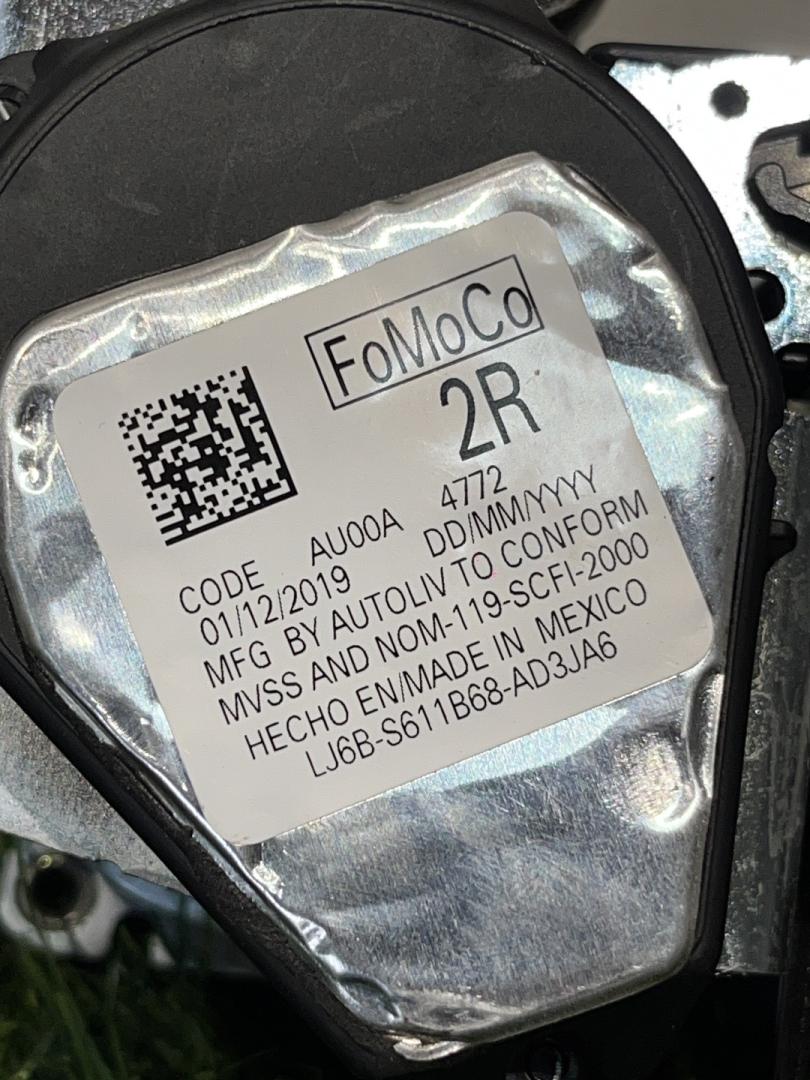 FoMoCo
2R
CODE AU00A 4772
01/12/2019 DD/MM/YYYY
MFG BY AUTOLIV TO CONFORM
MVSS AND NOM-119-SCFI-2000
HECHO EN/MADE IN MEXICO
LJ6B-S611B68-AD3JA6